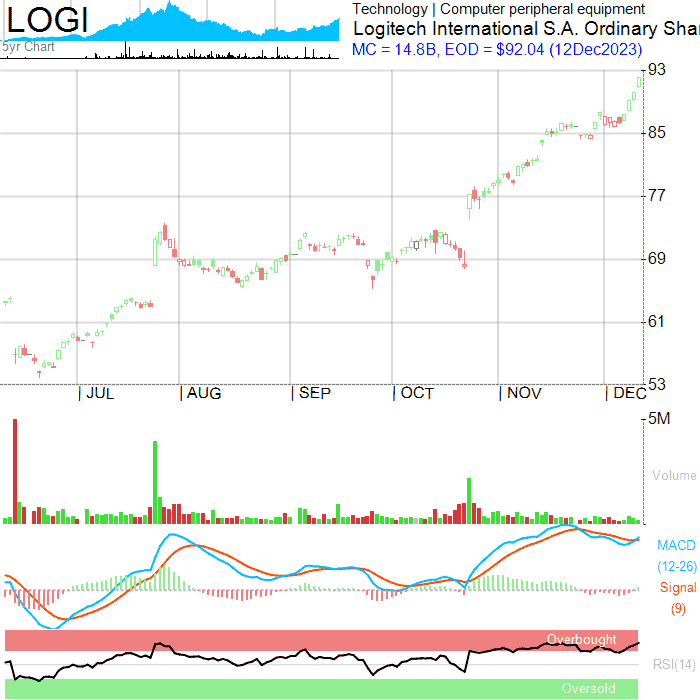 LOGI
5yr Chart
Technology | Computer peripheral equipment
Logitech International S.A. Ordinary Shar
MC = 14.8B, EOD = $92.04 (12Dec2023)
93
85
77
69
61
53
| JUL | AUG | SEP | OCT | NOV | DEC
5M
Volume
MACD
(12-26)
Signal
(9)
Overbought
RSI(14)
Oversold